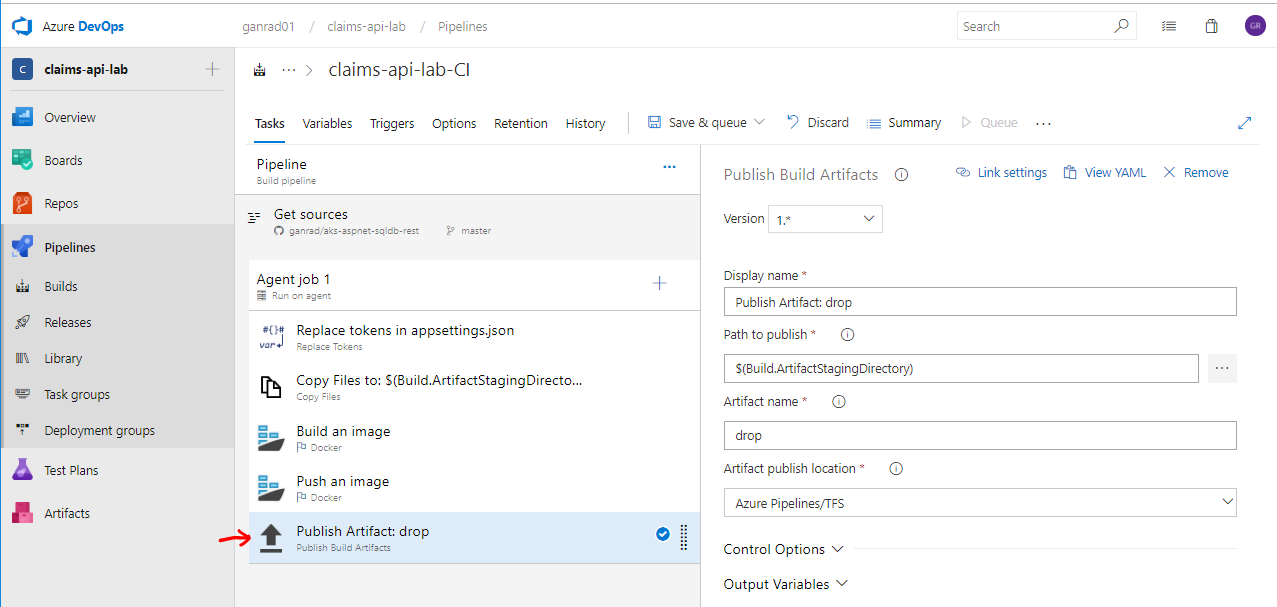 Azure DevOps
ganrad01 / claims-api-lab / Pipelines
Search
GR
C claims-api-lab
Overview
Boards
Repos
Pipelines
Builds
Releases
Library
Task groups
Deployment groups
Test Plans
Artifacts
··· > claims-api-lab-CI
Tasks Variables Triggers Options Retention History Save & queue Discard Summary Queue ···
Pipeline
Build pipeline
···
Get sources
ganrad/aks-aspnet-sqldb-rest master
Agent job 1
Run on agent
#{}#
var
Replace tokens in appsettings.json
Replace Tokens
Copy Files to: $(Build.ArtifactStagingDirecto...
Copy Files
Build an image
Docker
Push an image
Docker
Publish Artifact: drop
Publish Build Artifacts
Publish Build Artifacts Link settings View YAML Remove
Version 1.*
Display name *
Publish Artifact: drop
Path to publish *
$(Build.ArtifactStagingDirectory) ···
Artifact name *
drop
Artifact publish location *
Azure Pipelines/TFS
Control Options
Output Variables